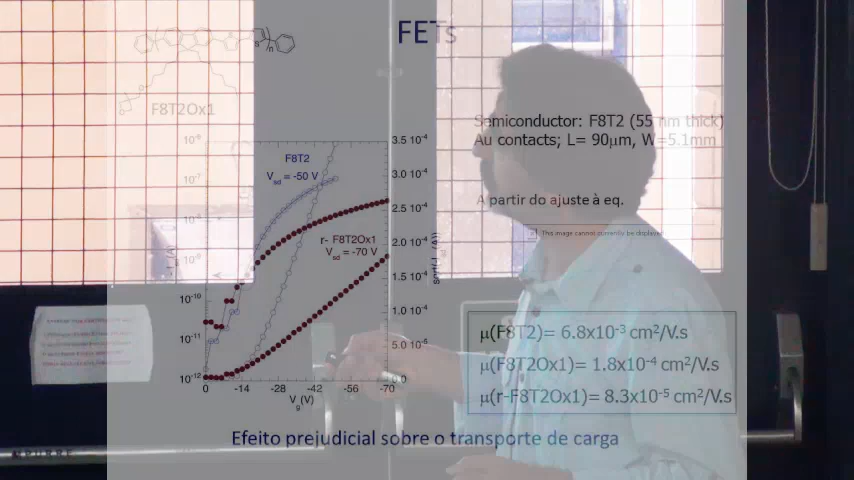 FETs
n
F8T2Ox1
Semiconductor: F8T2 (55 nm thick)
Au contacts; L= 90μm, W=5.1mm
A partir do ajuste à eq.
This image cannot currently be displayed.
10⁻⁶
10⁻⁷
10⁻⁸
10⁻⁹
10⁻¹⁰
10⁻¹¹
10⁻¹²
F8T2
V_sd = -50 V
r- F8T2Ox1
V_sd = -70 V
3.5 10⁻⁴
3.0 10⁻⁴
2.5 10⁻⁴
2.0 10⁻⁴
1.5 10⁻⁴
1.0 10⁻⁴
5.0 10⁻⁵
0.0
0 -14 -28 -42 -56 -70
V_g(V)
μ(F8T2)= 6.8x10⁻³ cm²/V.s
μ(F8T2Ox1)= 1.8x10⁻⁴ cm²/V.s
μ(r-F8T2Ox1)= 8.3x10⁻⁵ cm²/V.s
Efeito prejudicial sobre o transporte de carga